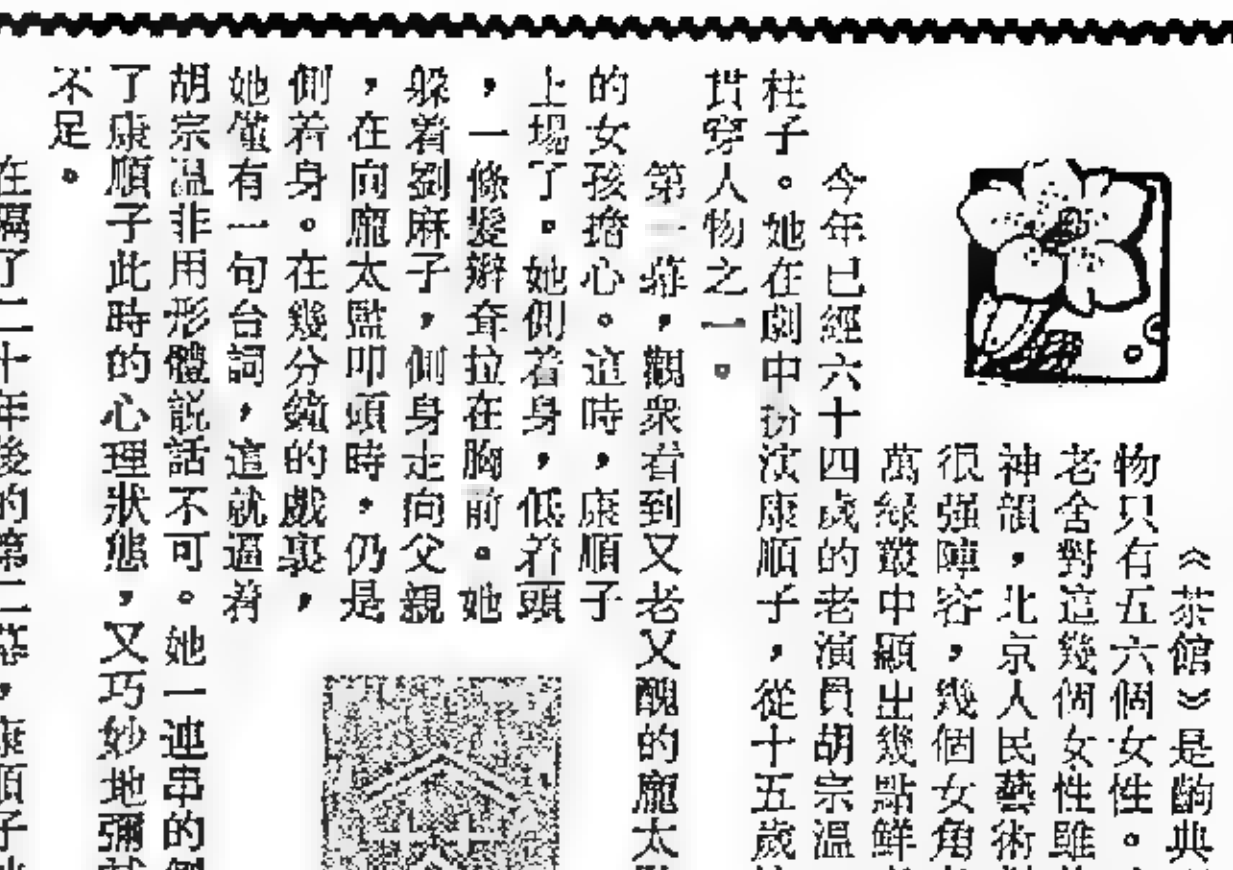 《茶館》是齣典
物只有五六個女性。
老舍對這幾個女性雖
神韻，北京人民藝術
很强陣容，幾個女角
萬緑叢中顯出幾點鮮
今年已經六十四歲的老演員胡宗温
柱子。她在劇中扮演康順子，從十五歲
貫穿人物之一。
第一幕，觀衆看到又老又醜的龐太
的女孩擔心。這時，康順子
上場了。她側着身，低着頭
，一條髮辮耷拉在胸前。她
躲着劉麻子，側身走向父親
，在向龐太監叩頭時，仍是
側着身。在幾分鐘的戲裏，
她僅有一句台詞，這就逼着
胡宗温非用形體説話不可。她一連串的側
了康順子此時的心理狀態，又巧妙地彌
不足。
在隔了二十年後的第二幕，康順子